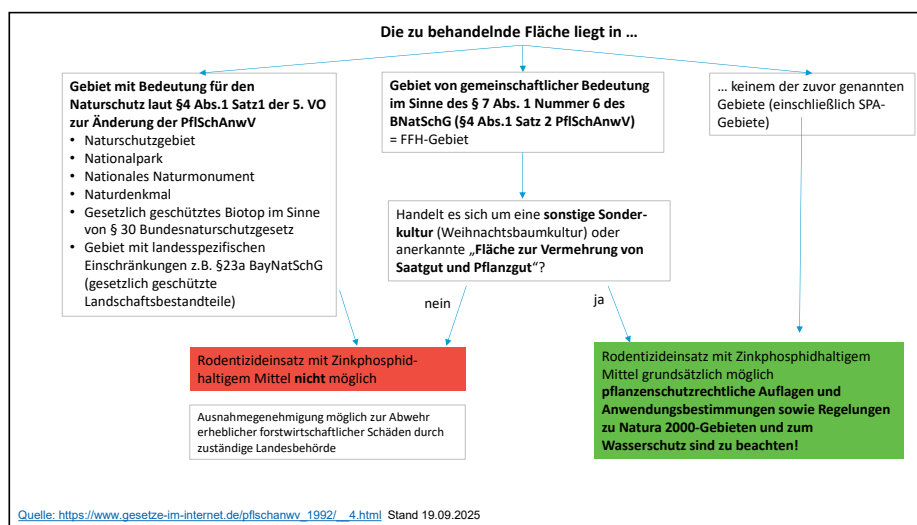 Die zu behandelnde Fläche liegt in …
Gebiet mit Bedeutung für den
Naturschutz laut §4 Abs.1 Satz1 der 5. VO
zur Änderung der PflSchAnwV
• Naturschutzgebiet
• Nationalpark
• Nationales Naturmonument
• Naturdenkmal
• Gesetzlich geschütztes Biotop im Sinne
von § 30 Bundesnaturschutzgesetz
• Gebiet mit landesspezifischen
Einschränkungen z.B. §23a BayNatSchG
(gesetzlich geschützte
Landschaftsbestandteile)
Gebiet von gemeinschaftlicher Bedeutung
im Sinne des § 7 Abs. 1 Nummer 6 des
BNatSchG (§4 Abs.1 Satz 2 PflSchAnwV)
= FFH-Gebiet
… keinem der zuvor genannten
Gebiete (einschließlich SPA-
Gebiete)
Handelt es sich um eine sonstige Sonder-
kultur (Weihnachtsbaumkultur) oder
anerkannte „Fläche zur Vermehrung von
Saatgut und Pflanzgut“?
nein
ja
Rodentizideinsatz mit Zinkphosphid-
haltigem Mittel nicht möglich
Ausnahmegenehmigung möglich zur Abwehr
erheblicher forstwirtschaftlicher Schäden durch
zuständige Landesbehörde
Rodentizideinsatz mit Zinkphosphidhaltigem
Mittel grundsätzlich möglich
pflanzenschutzrechtliche Auflagen und
Anwendungsbestimmungen sowie Regelungen
zu Natura 2000-Gebieten und zum
Wasserschutz sind zu beachten!
Quelle: https://www.gesetze-im-internet.de/pflschanwv_1992/__4.html Stand 19.09.2025